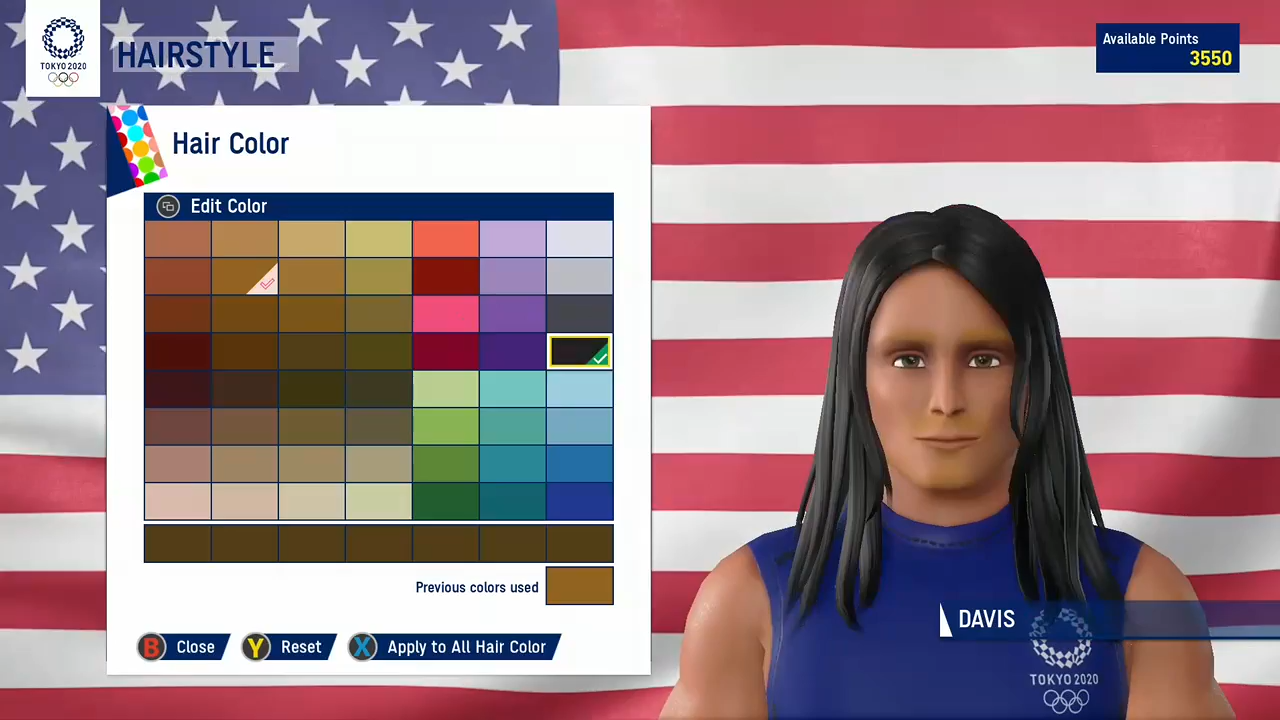 TOKYO 2020
HAIRSTYLE
Available Points
3550
Hair Color
Edit Color
Previous colors used
B Close
Y Reset
X Apply to All Hair Color
DAVIS
TOKYO 2020